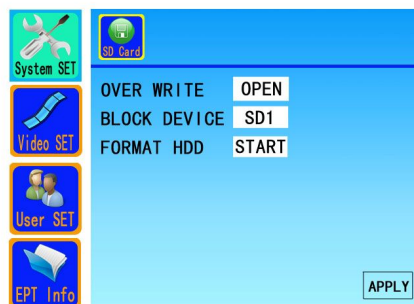 System SET
SD Card
Video SET
User SET
EPT Info
OVER WRITE OPEN
BLOCK DEVICE SD1
FORMAT HDD START
APPLY